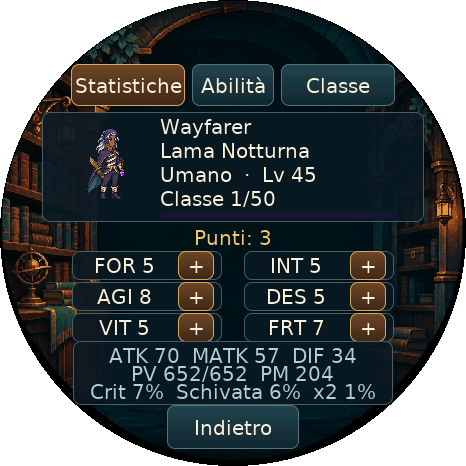 Statistiche Abilità Classe
Wayfarer
Lama Notturna
Umano · Lv 45
Classe 1/50
Punti: 3
FOR 5 + INT 5 +
AGI 8 + DES 5 +
VIT 5 + FRT 7 +
ATK 70 MATK 57 DIF 34
PV 652/652 PM 204
Crit 7% Schivata 6% x2 1%
Indietro